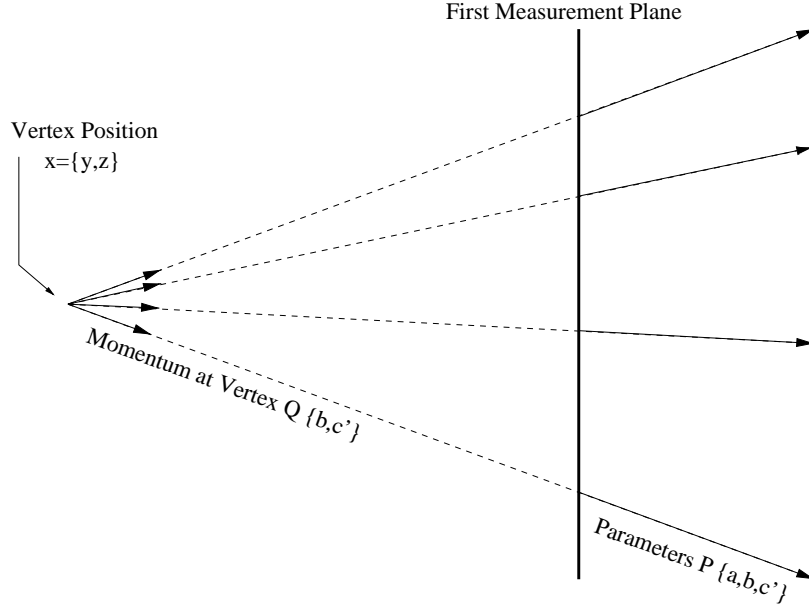 First Measurement Plane
Vertex Position
x={y,z}
Momentum at Vertex Q {b,c’}
Parameters P {a,b,c’}